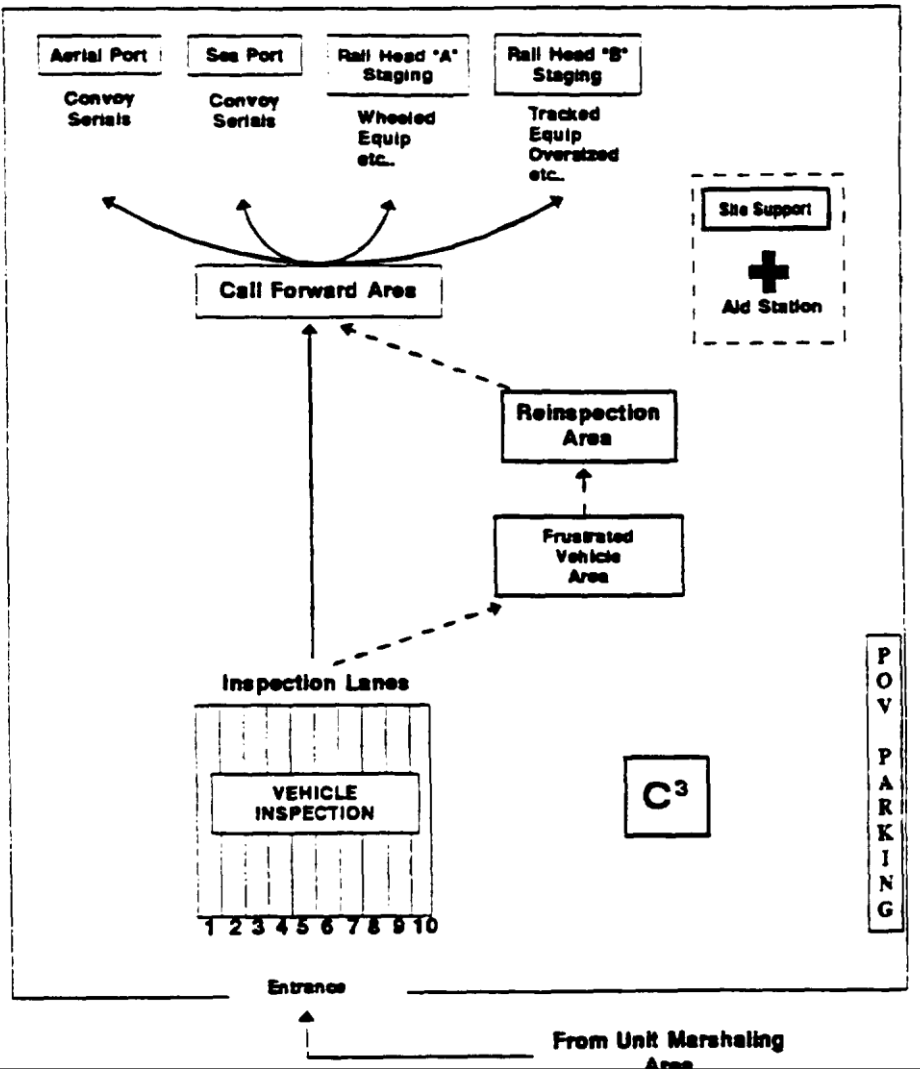 Aerial Port
Sea Port
Rail Head "A"
Staging
Rail Head "B"
Staging
Convoy
Serials
Convoy
Serials
Wheeled
Equip
etc..
Tracked
Equip
Oversized
etc..
Site Support
Aid Station
Call Forward Area
Reinspection
Area
Frustrated
Vehicle
Area
Inspection Lanes
VEHICLE
INSPECTION
1 2 3 4 5 6 7 8 9 10
C³
POV PARKING
Entrance
From Unit Marshaling
Area